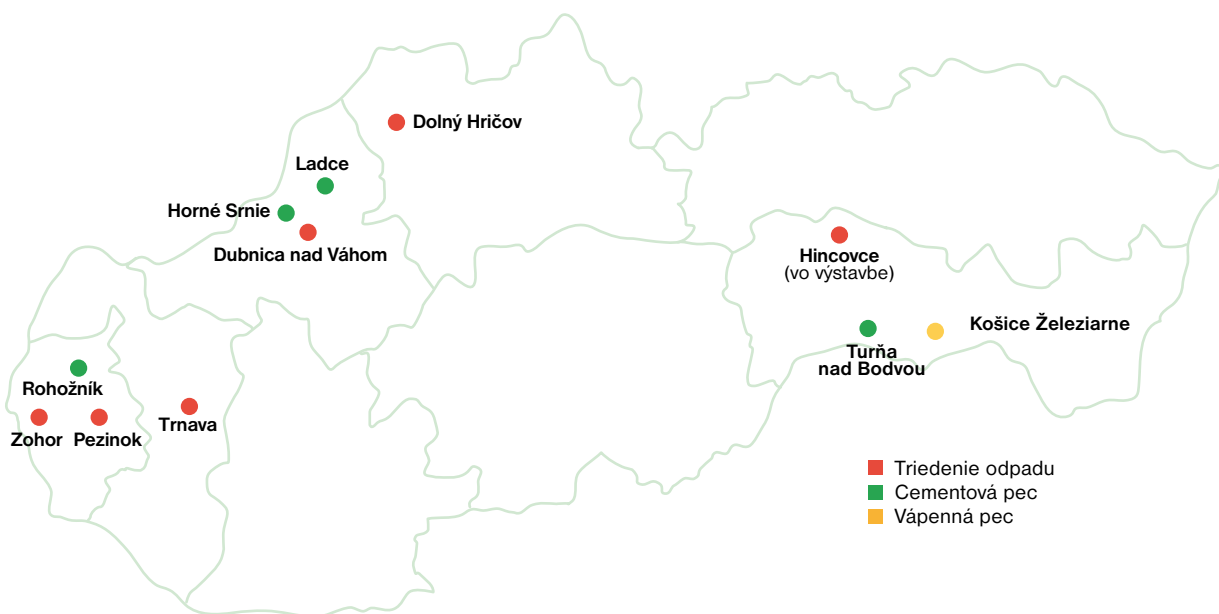 Dolný Hričov
Ladce
Horné Srnie
Dubnica nad Váhom
Hincovce
(vo výstavbe)
Košice Železiarne
Turňa
nad Bodvou
Rohožník
Zohor
Pezinok
Trnava
Triedenie odpadu
Cementová pec
Vápenná pec